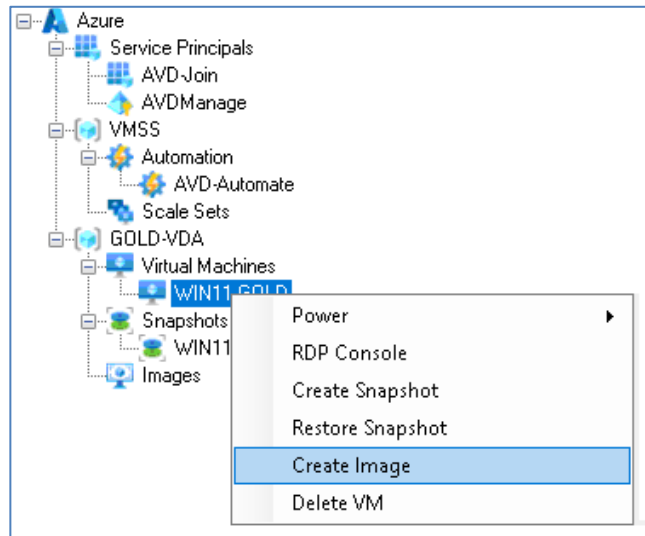 Azure
Service Principals
AVD-Join
AVDManage
VMSS
Automation
AVD-Automate
Scale Sets
GOLD-VDA
Virtual Machines
WIN11-GOLD
Snapshots
WIN11
Images
Power
RDP Console
Create Snapshot
Restore Snapshot
Create Image
Delete VM